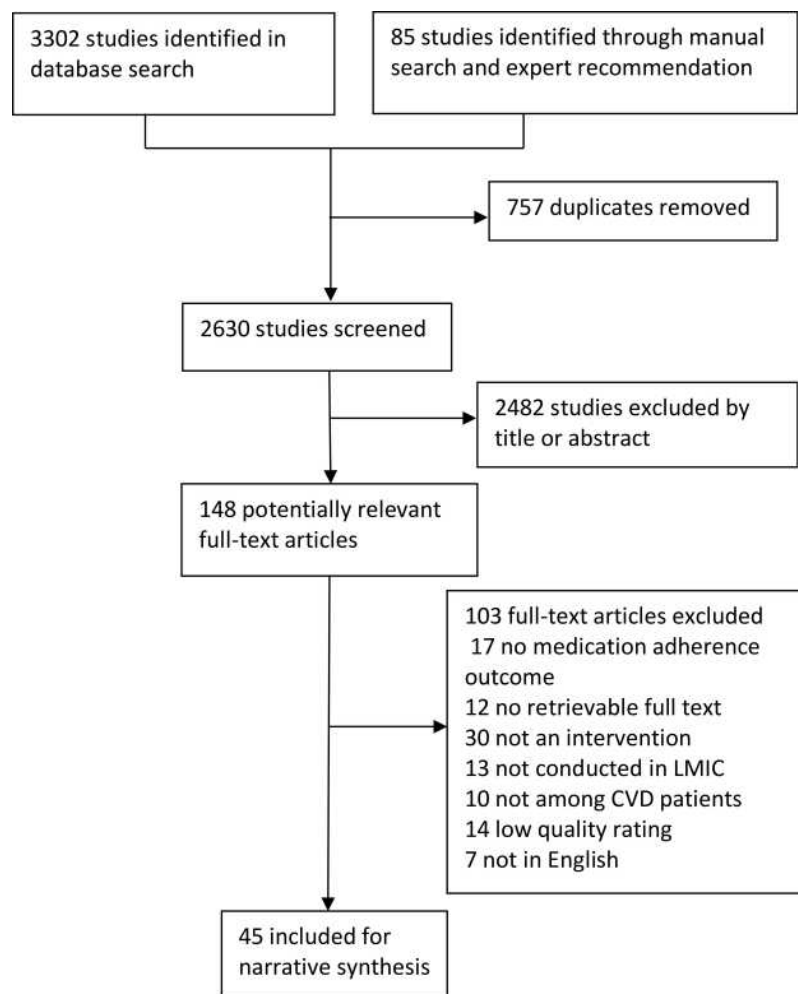 3302 studies identified in
database search
85 studies identified through manual
search and expert recommendation
757 duplicates removed
2630 studies screened
2482 studies excluded by
title or abstract
148 potentially relevant
full-text articles
103 full-text articles excluded
17 no medication adherence
outcome
12 no retrievable full text
30 not an intervention
13 not conducted in LMIC
10 not among CVD patients
14 low quality rating
7 not in English
45 included for
narrative synthesis